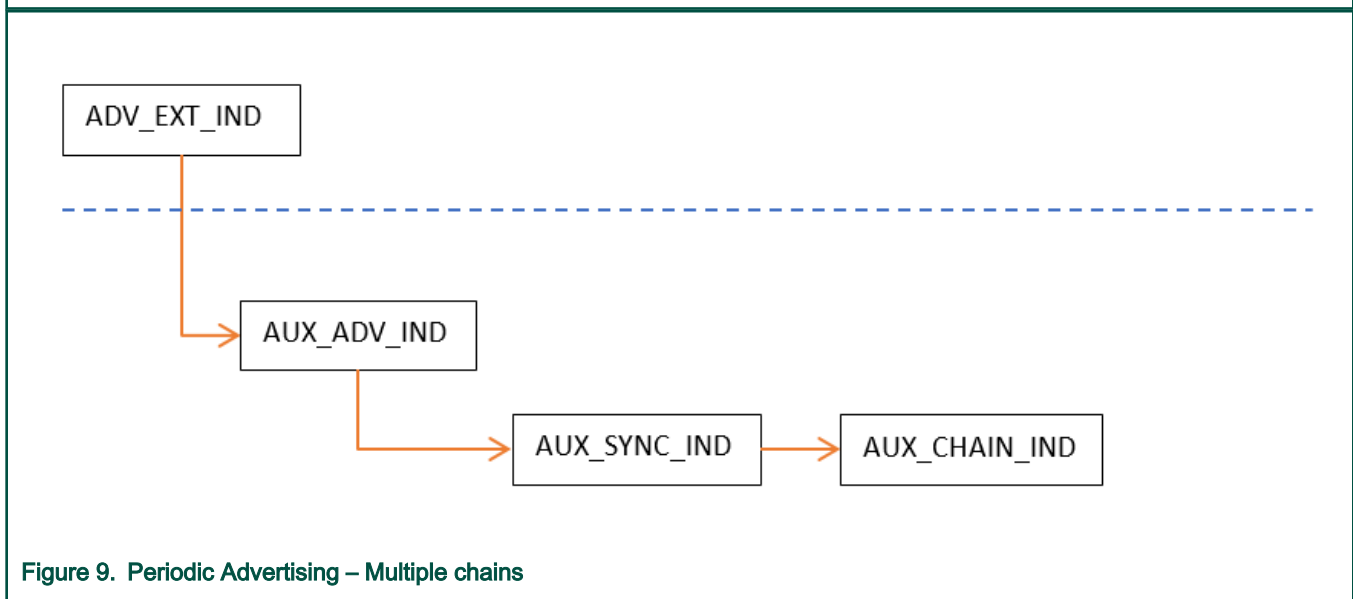 ADV_EXT_IND
AUX_ADV_IND
AUX_SYNC_IND
AUX_CHAIN_IND
Figure 9. Periodic Advertising – Multiple chains